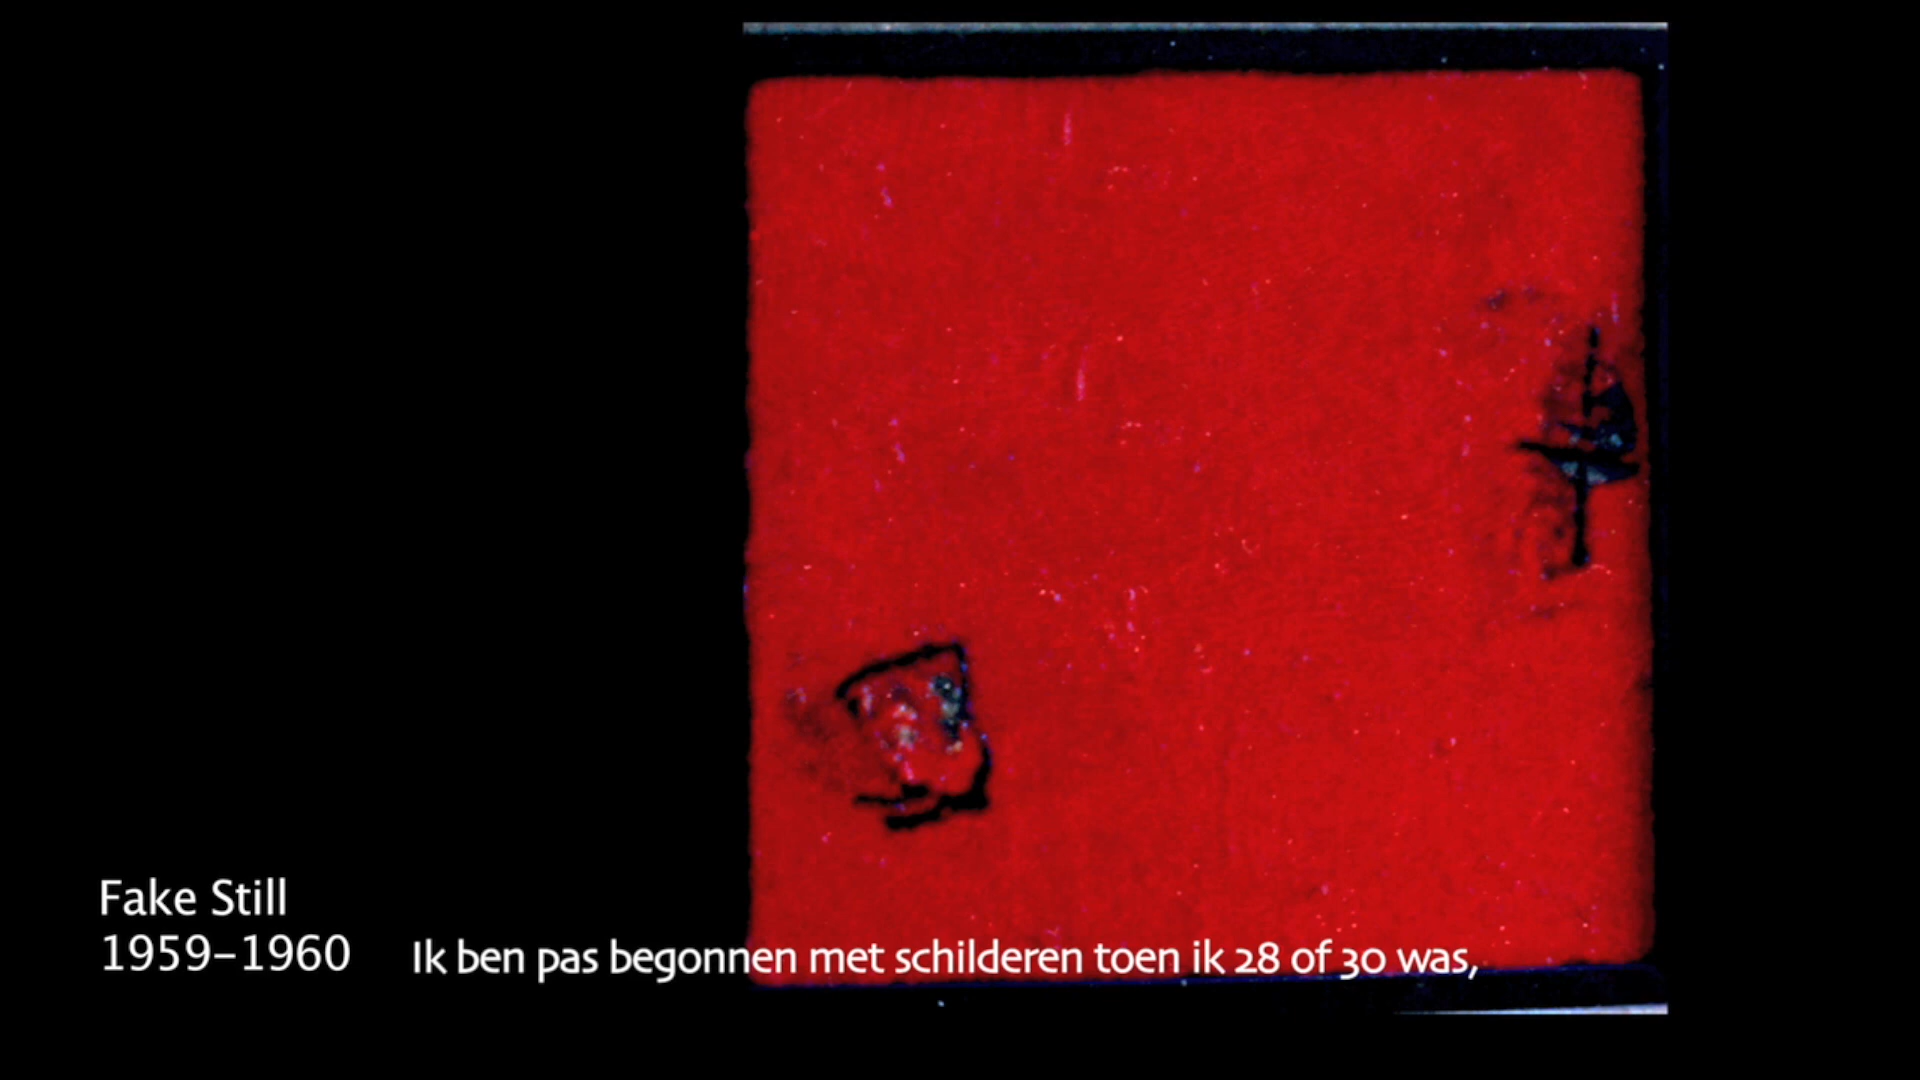 Fake Still
1959–1960
Ik ben pas begonnen met schilderen toen ik 28 of 30 was,